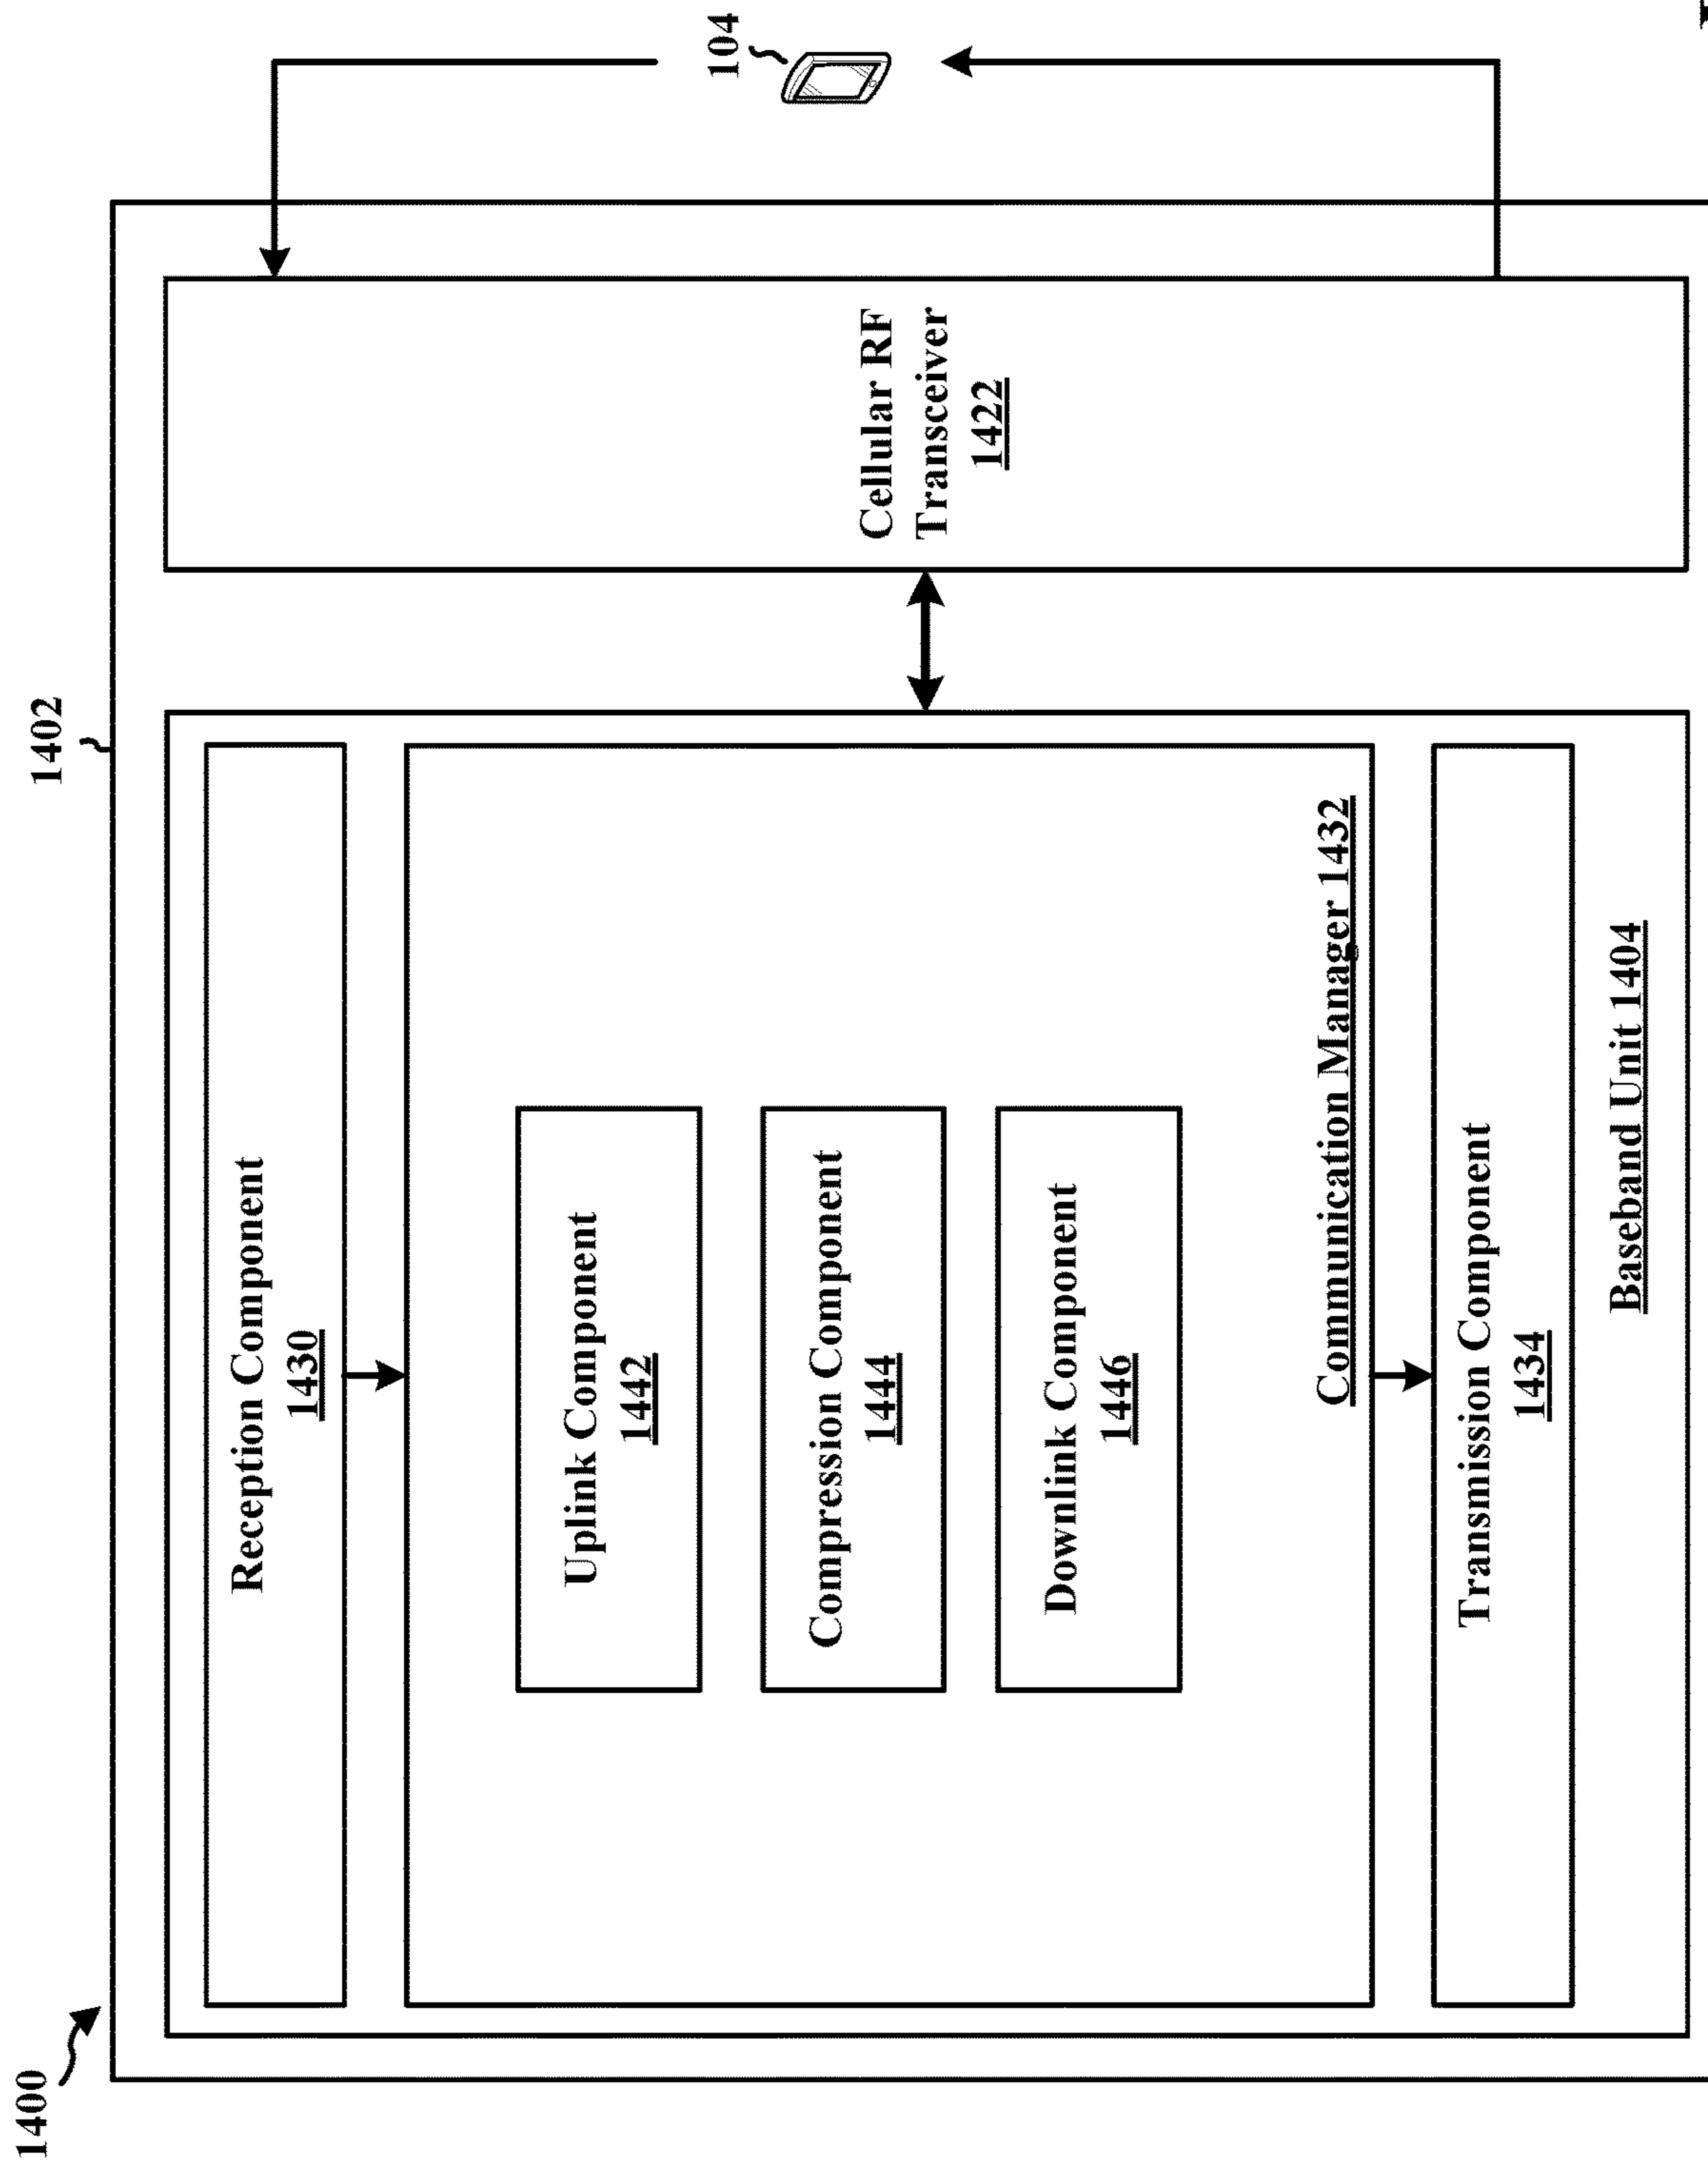 1400
1402
Reception Component
1430
Uplink Component
1442
Compression Component
1444
Downlink Component
1446
Communication Manager 1432
Transmission Component
1434
Baseband Unit 1404
Cellular RF
Transceiver
1422
104